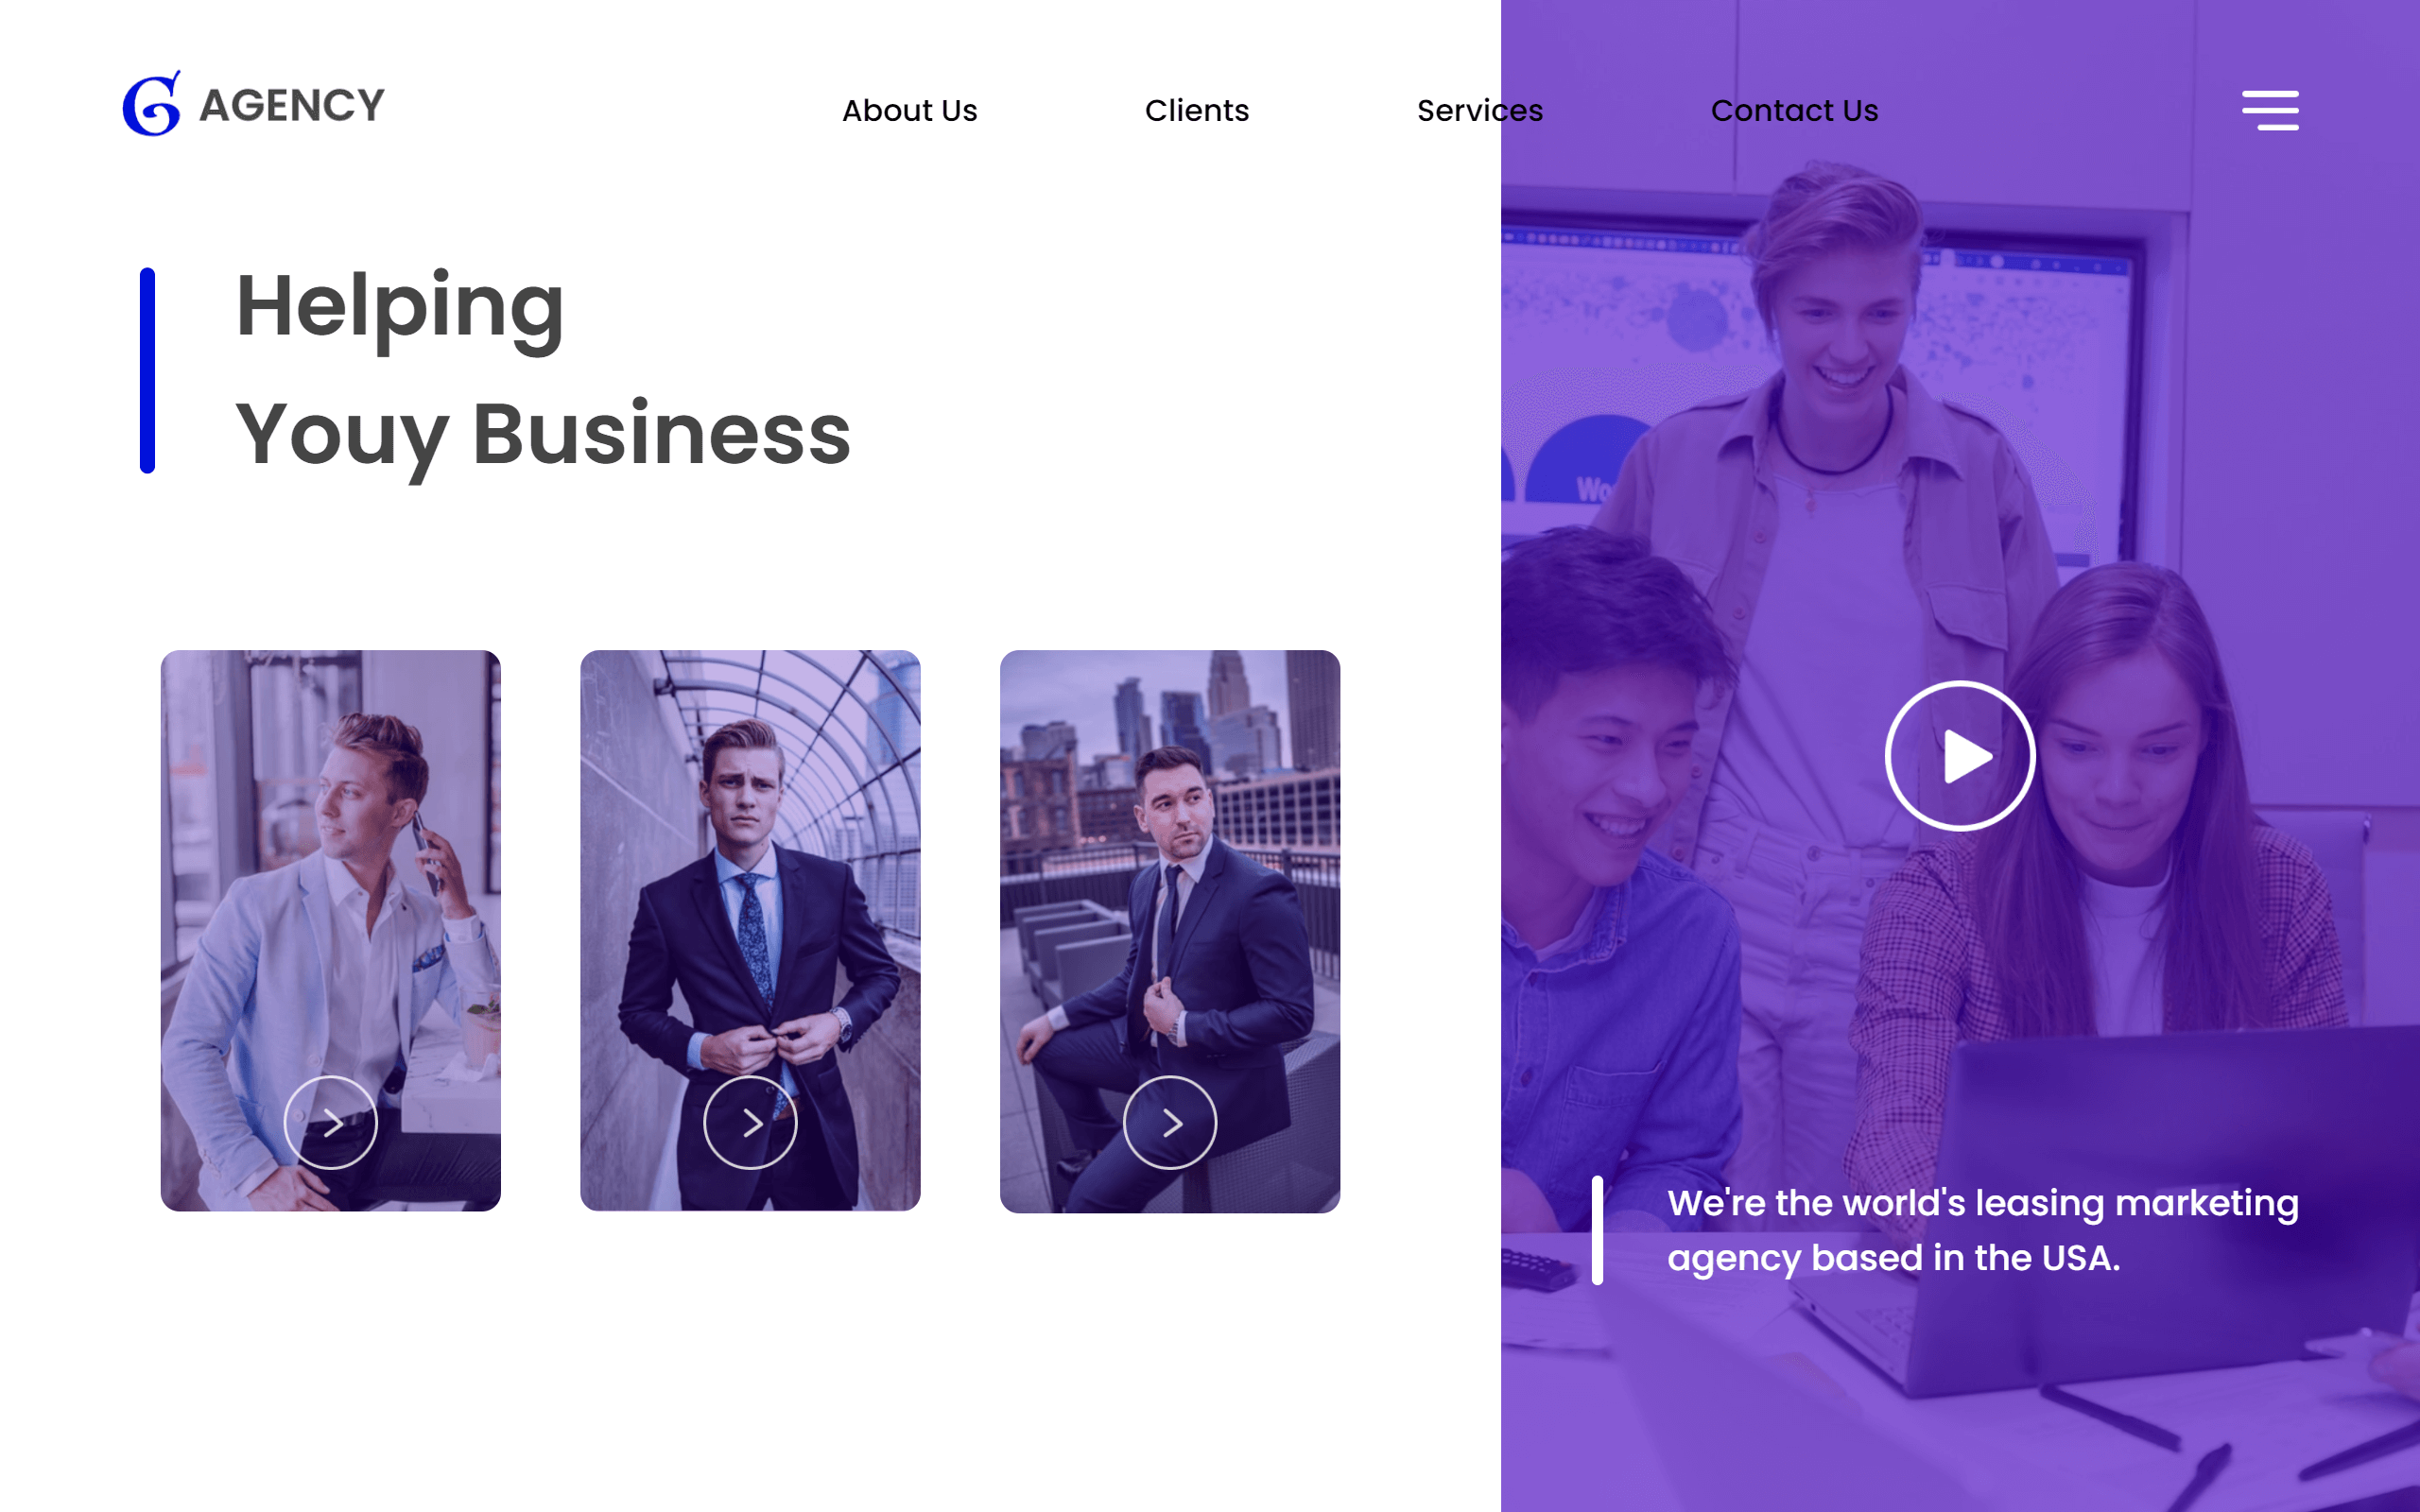 G AGENCY
About Us
Clients
Services
Contact Us
Helping
Youy Business
Wo
We're the world's leasing marketing
agency based in the USA.